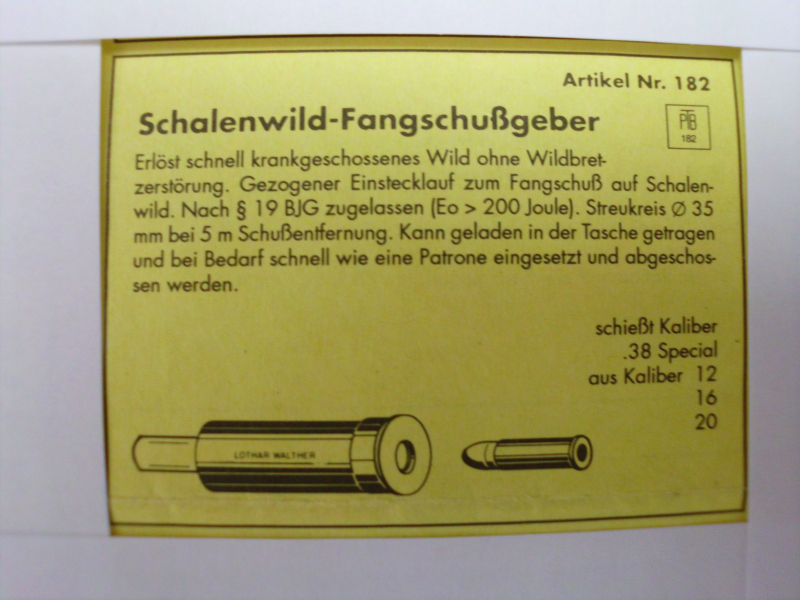 Artikel Nr. 182
Schalenwild-Fangschußgeber
PTB
182
Erlöst schnell krankgeschossenes Wild ohne Wildbret-
zerstörung. Gezogener Einstecklauf zum Fangschuß auf Schalen-
wild. Nach § 19 BJG zugelassen (Eo > 200 Joule). Streukreis Ø 35
mm bei 5 m Schußentfernung. Kann geladen in der Tasche getragen
und bei Bedarf schnell wie eine Patrone eingesetzt und abgeschos-
sen werden.
schießt Kaliber
.38 Special
aus Kaliber 12
16
20
LOTHAR WALTHER